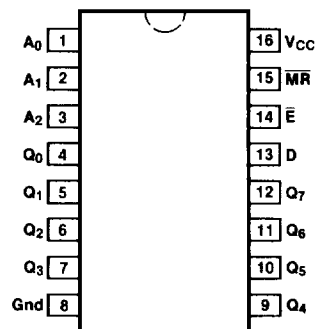 A0 1 16 VCC
A1 2 15 M̅R̅
A2 3 14 E̅
Q0 4 13 D
Q1 5 12 Q7
Q2 6 11 Q6
Q3 7 10 Q5
Gnd 8 9 Q4